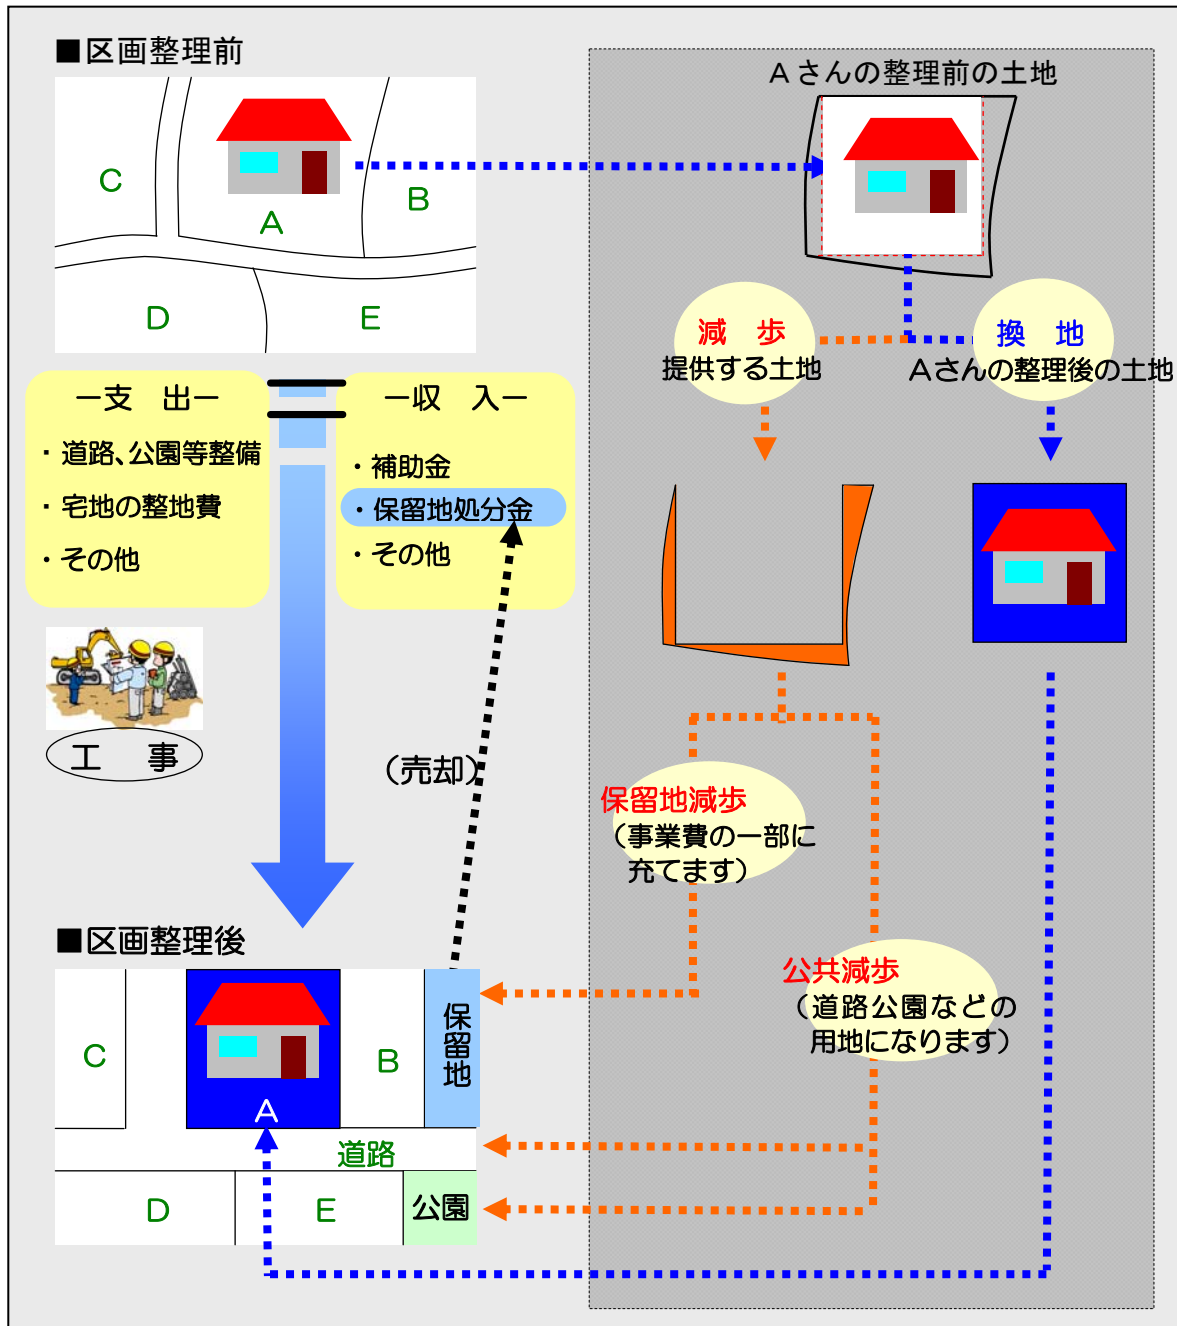 ■区画整理前
C
A
B
D
E
Aさんの整理前の土地
減　歩
提供する土地
換　地
Aさんの整理後の土地
－支　出－
・道路、公園等整備
・宅地の整地費
・その他
－収　入－
・補助金
・保留地処分金
・その他
工　事
（売却）
保留地減歩
（事業費の一部に
充てます）
公共減歩
（道路公園などの
用地になります）
■区画整理後
C
A
B
保留地
道路
D
E
公園